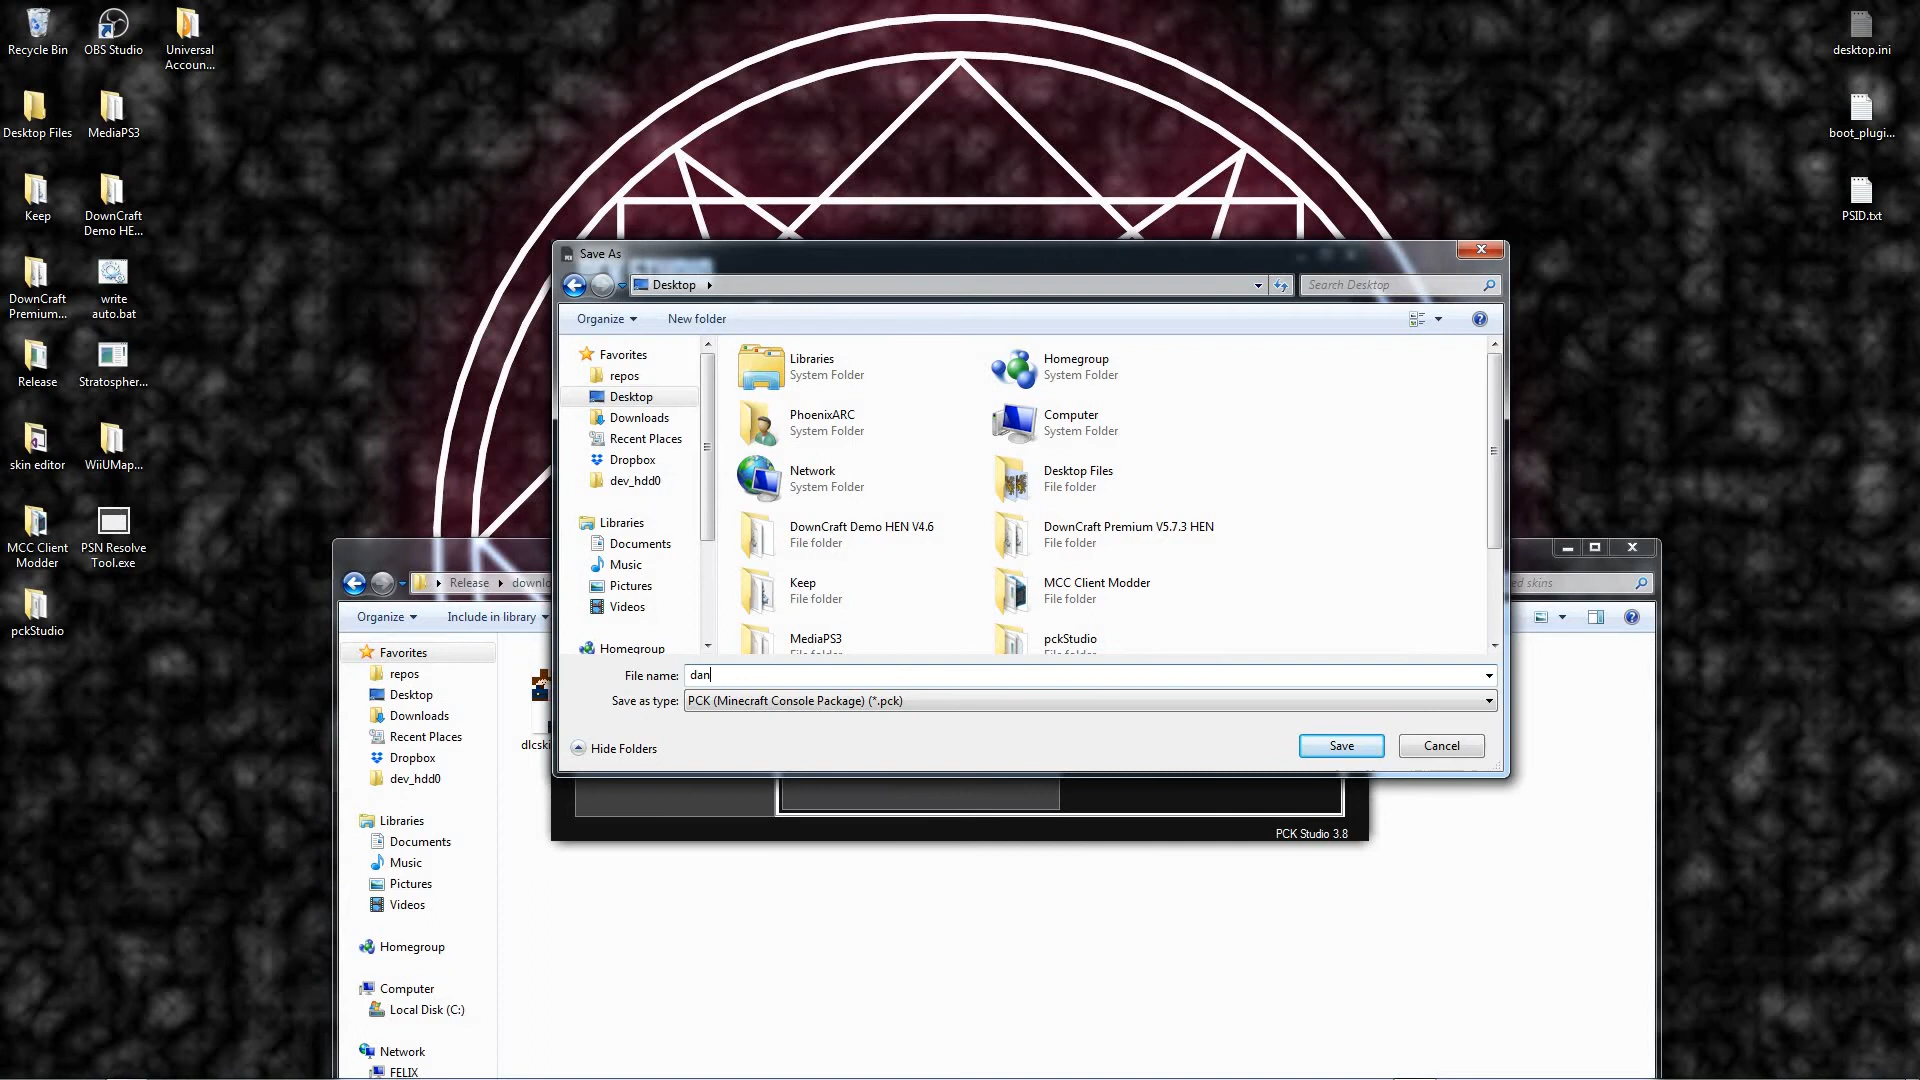 Recycle Bin
OBS Studio
Universal
Accoun...
desktop.ini
Desktop Files
MediaPS3
boot_plugi...
Keep
DownCraft
Demo HE...
PSID.txt
DownCraft
Premium...
write
auto.bat
Release
Stratospher...
skin editor
WiiUMap...
MCC Client
Modder
PSN Resolve
Tool.exe
pckStudio
Save As
Desktop
Search Desktop
Organize
New folder
Favorites
repos
Desktop
Downloads
Recent Places
Dropbox
dev_hdd0
Libraries
Documents
Music
Pictures
Videos
Homegroup
Libraries
System Folder
Homegroup
System Folder
PhoenixARC
System Folder
Computer
System Folder
Network
System Folder
Desktop Files
File folder
DownCraft Demo HEN V4.6
File folder
DownCraft Premium V5.7.3 HEN
File folder
Keep
File folder
MCC Client Modder
File folder
MediaPS3
File folder
pckStudio
File folder
File name: dan
Save as type: PCK (Minecraft Console Package) (*.pck)
Hide Folders
Save
Cancel
PCK Studio 3.8
Release
downlo
ed skins
Organize
Include in library
Favorites
repos
Desktop
Downloads
Recent Places
Dropbox
dev_hdd0
Libraries
Documents
Music
Pictures
Videos
Homegroup
Computer
Local Disk (C:)
Network
FELIX
dlcski